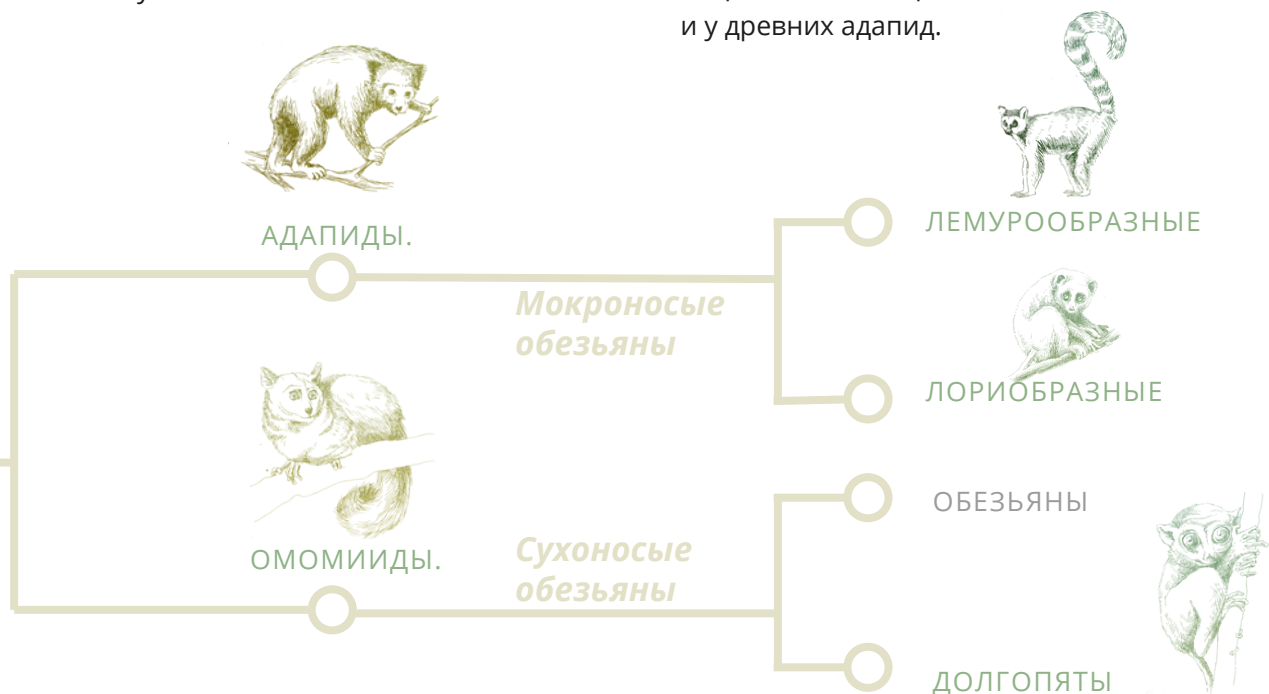 и у древних адапид.
АДАПИДЫ.
Мокроносые
обезьяны
ЛЕМУРООБРАЗНЫЕ
ЛОРИОБРАЗНЫЕ
ОМОМИИДЫ.
Сухоносые
обезьяны
ОБЕЗЬЯНЫ
ДОЛГОПЯТЫ